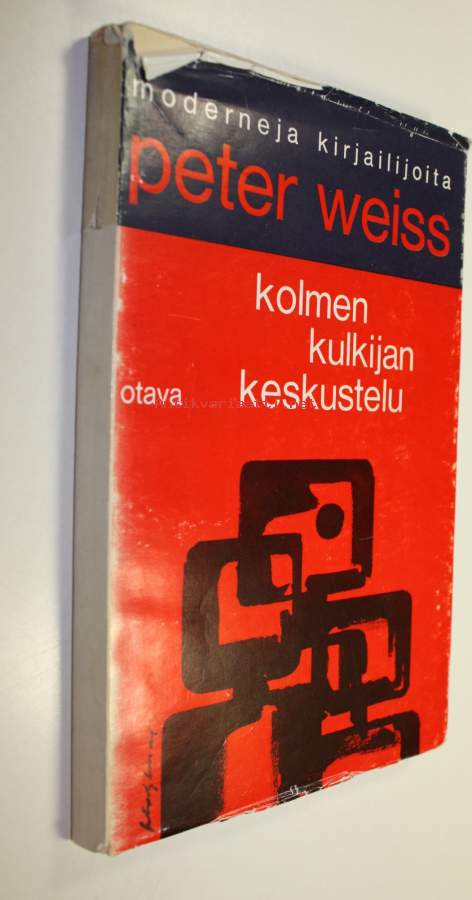 moderneja kirjailijoita
peter weiss
kolmen
kulkijan
otava keskustelu